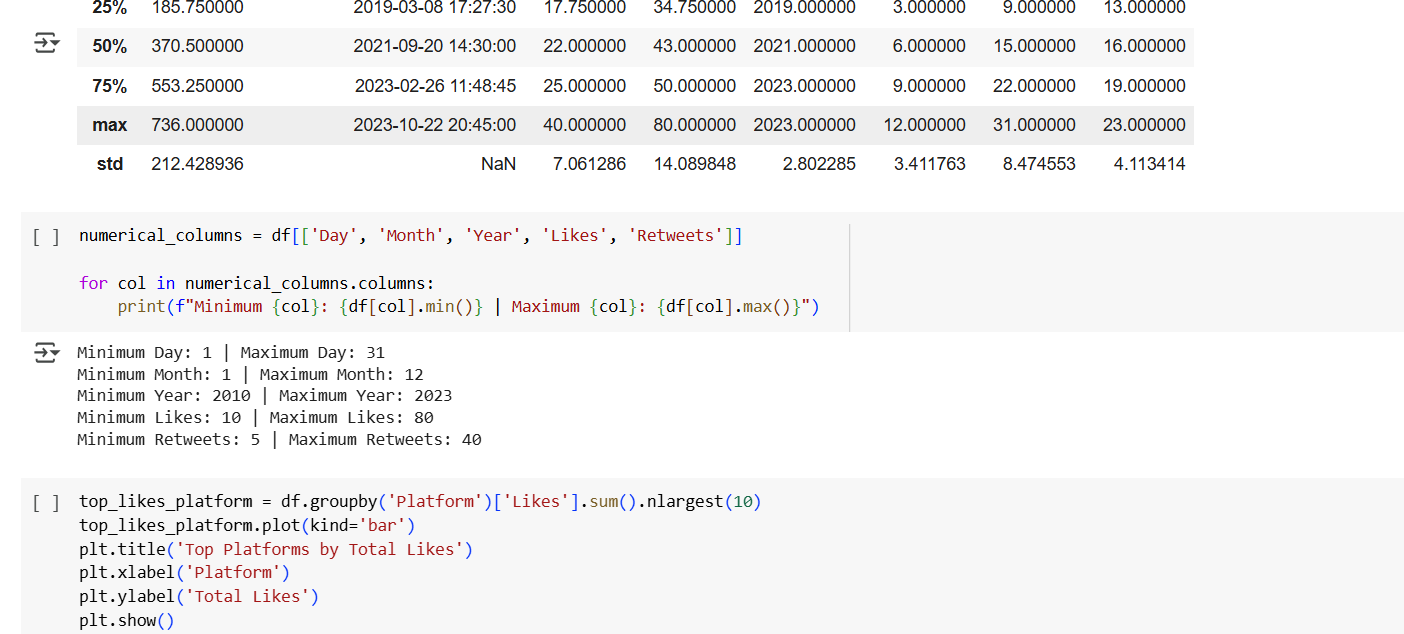 25% 185.750000 2019-03-08 17:27:30 17.750000 34.750000 2019.000000 3.000000 9.000000 13.000000
50% 370.500000 2021-09-20 14:30:00 22.000000 43.000000 2021.000000 6.000000 15.000000 16.000000
75% 553.250000 2023-02-26 11:48:45 25.000000 50.000000 2023.000000 9.000000 22.000000 19.000000
max 736.000000 2023-10-22 20:45:00 40.000000 80.000000 2023.000000 12.000000 31.000000 23.000000
std 212.428936 NaN 7.061286 14.089848 2.802285 3.411763 8.474553 4.113414
[ ] numerical_columns = df[['Day', 'Month', 'Year', 'Likes', 'Retweets']]
for col in numerical_columns.columns:
    print(f"Minimum {col}: {df[col].min()} | Maximum {col}: {df[col].max()}")
Minimum Day: 1 | Maximum Day: 31
Minimum Month: 1 | Maximum Month: 12
Minimum Year: 2010 | Maximum Year: 2023
Minimum Likes: 10 | Maximum Likes: 80
Minimum Retweets: 5 | Maximum Retweets: 40
[ ] top_likes_platform = df.groupby('Platform')['Likes'].sum().nlargest(10)
top_likes_platform.plot(kind='bar')
plt.title('Top Platforms by Total Likes')
plt.xlabel('Platform')
plt.ylabel('Total Likes')
plt.show()